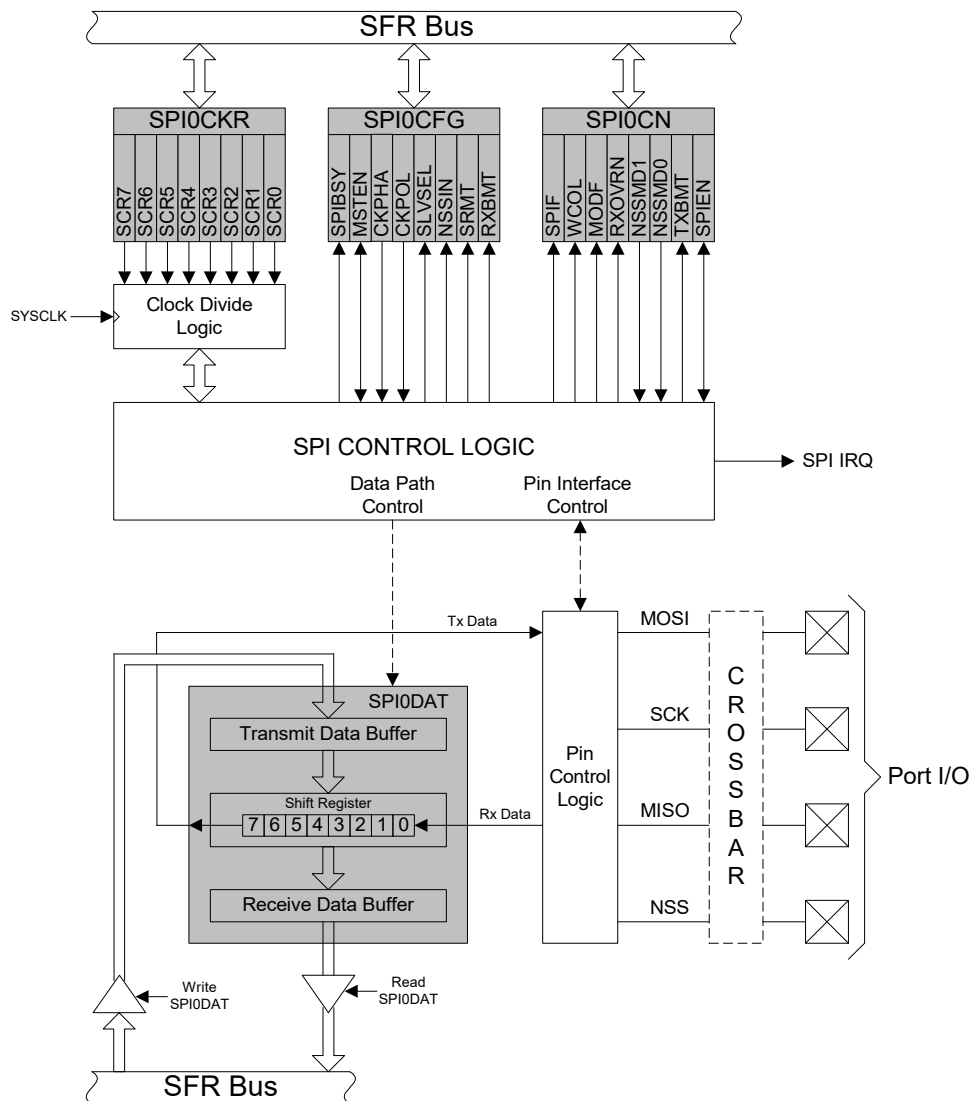 SFR Bus
SPI0CKR
SPI0CFG
SPI0CN
SCR7
SCR6
SCR5
SCR4
SCR3
SCR2
SCR1
SCR0
SPIBSY
MSTEN
CKPHA
CKPOL
SLVSEL
NSSIN
SRMT
RXBMT
SPIF
WCOL
MODF
RXOVRN
NSSMD1
NSSMD0
TXBMT
SPIEN
SYSCLK
Clock Divide
Logic
SPI CONTROL LOGIC
Data Path
Control
Pin Interface
Control
SPI IRQ
Tx Data
SPI0DAT
Transmit Data Buffer
Shift Register
7 6 5 4 3 2 1 0
Rx Data
Receive Data Buffer
Pin
Control
Logic
MOSI
SCK
MISO
NSS
CROSSBAR
Port I/O
Write
SPI0DAT
Read
SPI0DAT
SFR Bus